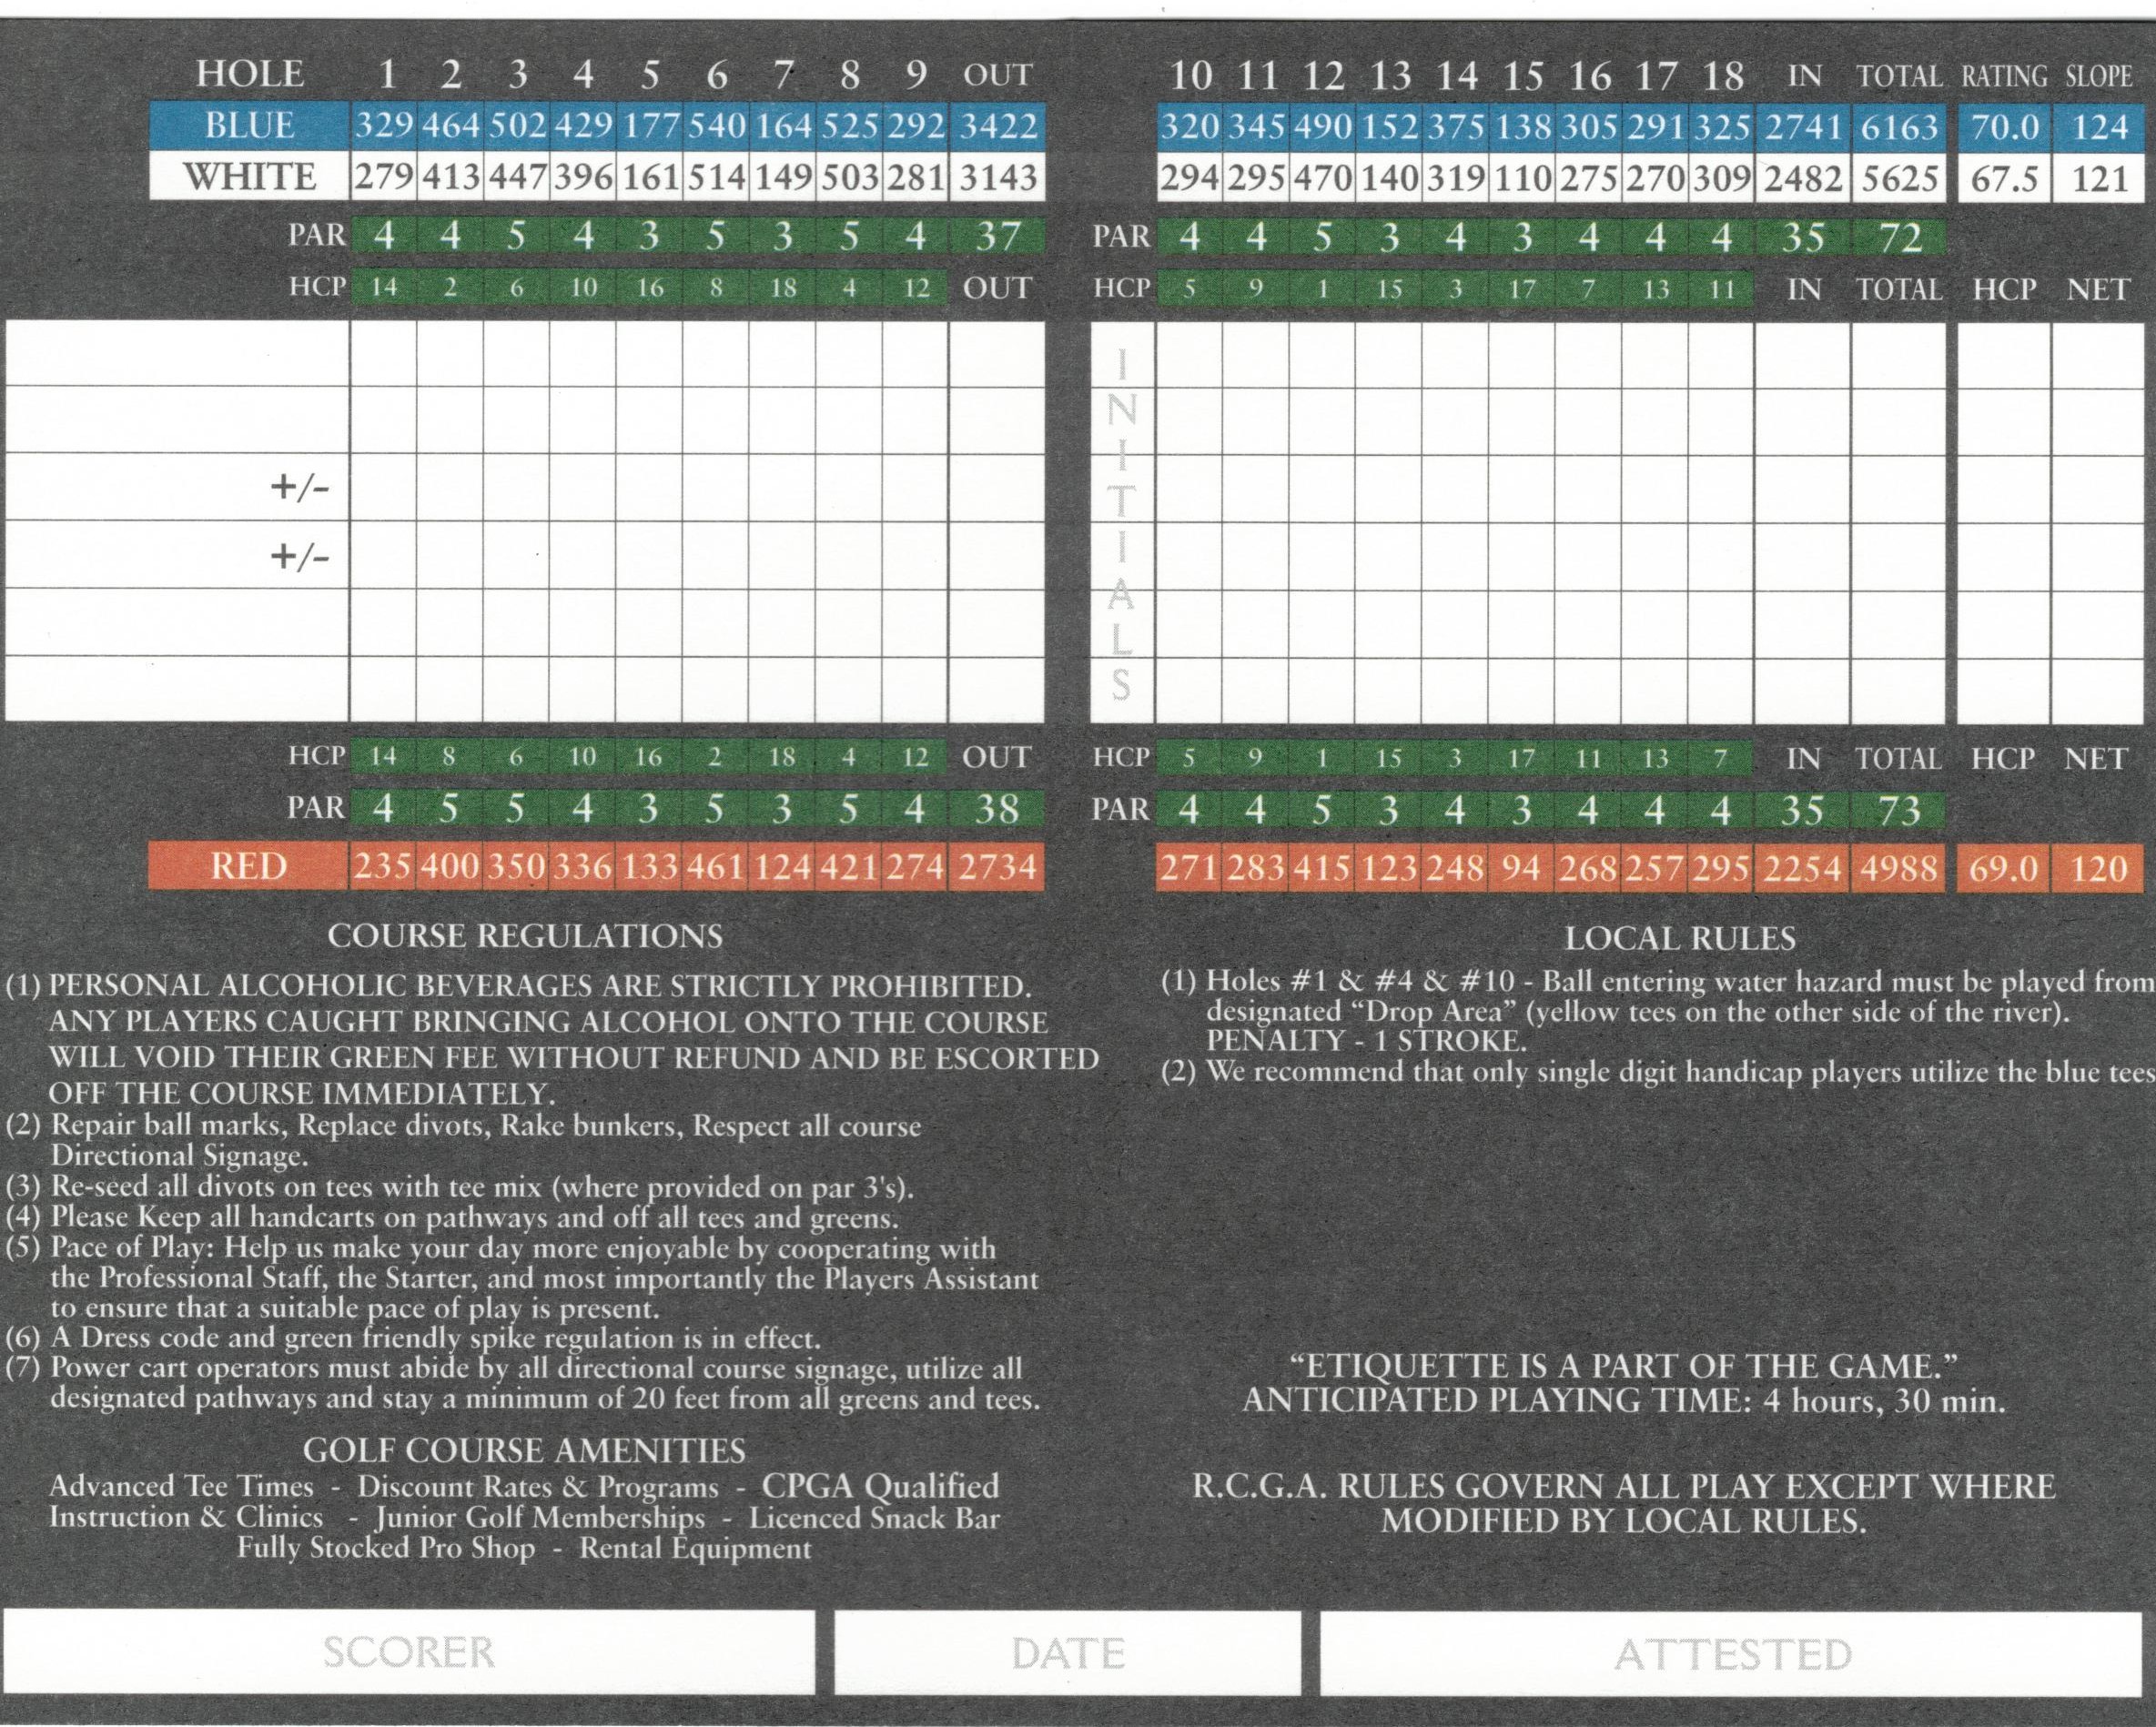 HOLE 1 2 3 4 5 6 7 8 9 OUT 10 11 12 13 14 15 16 17 18 IN TOTAL RATING SLOPE
BLUE 329 464 502 429 177 540 164 525 292 3422 320 345 490 152 375 138 305 291 325 2741 6163 70.0 124
WHITE 279 413 447 396 161 514 149 503 281 3143 294 295 470 140 319 110 275 270 309 2482 5625 67.5 121
PAR 4 4 5 4 3 5 3 5 4 37 PAR 4 4 5 3 4 3 4 4 4 35 72
HCP 14 2 6 10 16 8 18 4 12 OUT HCP 5 9 1 15 3 17 7 13 11 IN TOTAL HCP NET
INITIALS
+/-
+/-
HCP 14 8 6 10 16 2 18 4 12 OUT HCP 5 9 1 15 3 17 11 13 7 IN TOTAL HCP NET
PAR 4 5 5 4 3 5 3 5 4 38 PAR 4 4 5 3 4 3 4 4 4 35 73
RED 235 400 350 336 133 461 124 421 274 2734 271 283 415 123 248 94 268 257 295 2254 4988 69.0 120
COURSE REGULATIONS
(1) PERSONAL ALCOHOLIC BEVERAGES ARE STRICTLY PROHIBITED.
ANY PLAYERS CAUGHT BRINGING ALCOHOL ONTO THE COURSE
WILL VOID THEIR GREEN FEE WITHOUT REFUND AND BE ESCORTED
OFF THE COURSE IMMEDIATELY.
(2) Repair ball marks, Replace divots, Rake bunkers, Respect all course
Directional Signage.
(3) Re-seed all divots on tees with tee mix (where provided on par 3's).
(4) Please Keep all handcarts on pathways and off all tees and greens.
(5) Pace of Play: Help us make your day more enjoyable by cooperating with
the Professional Staff, the Starter, and most importantly the Players Assistant
to ensure that a suitable pace of play is present.
(6) A Dress code and green friendly spike regulation is in effect.
(7) Power cart operators must abide by all directional course signage, utilize all
designated pathways and stay a minimum of 20 feet from all greens and tees.
GOLF COURSE AMENITIES
Advanced Tee Times - Discount Rates & Programs - CPGA Qualified
Instruction & Clinics - Junior Golf Memberships - Licenced Snack Bar
Fully Stocked Pro Shop - Rental Equipment
LOCAL RULES
(1) Holes #1 & #4 & #10 - Ball entering water hazard must be played from
designated “Drop Area” (yellow tees on the other side of the river).
PENALTY - 1 STROKE.
(2) We recommend that only single digit handicap players utilize the blue tees
“ETIQUETTE IS A PART OF THE GAME.”
ANTICIPATED PLAYING TIME: 4 hours, 30 min.
R.C.G.A. RULES GOVERN ALL PLAY EXCEPT WHERE
MODIFIED BY LOCAL RULES.
SCORER DATE ATTESTED